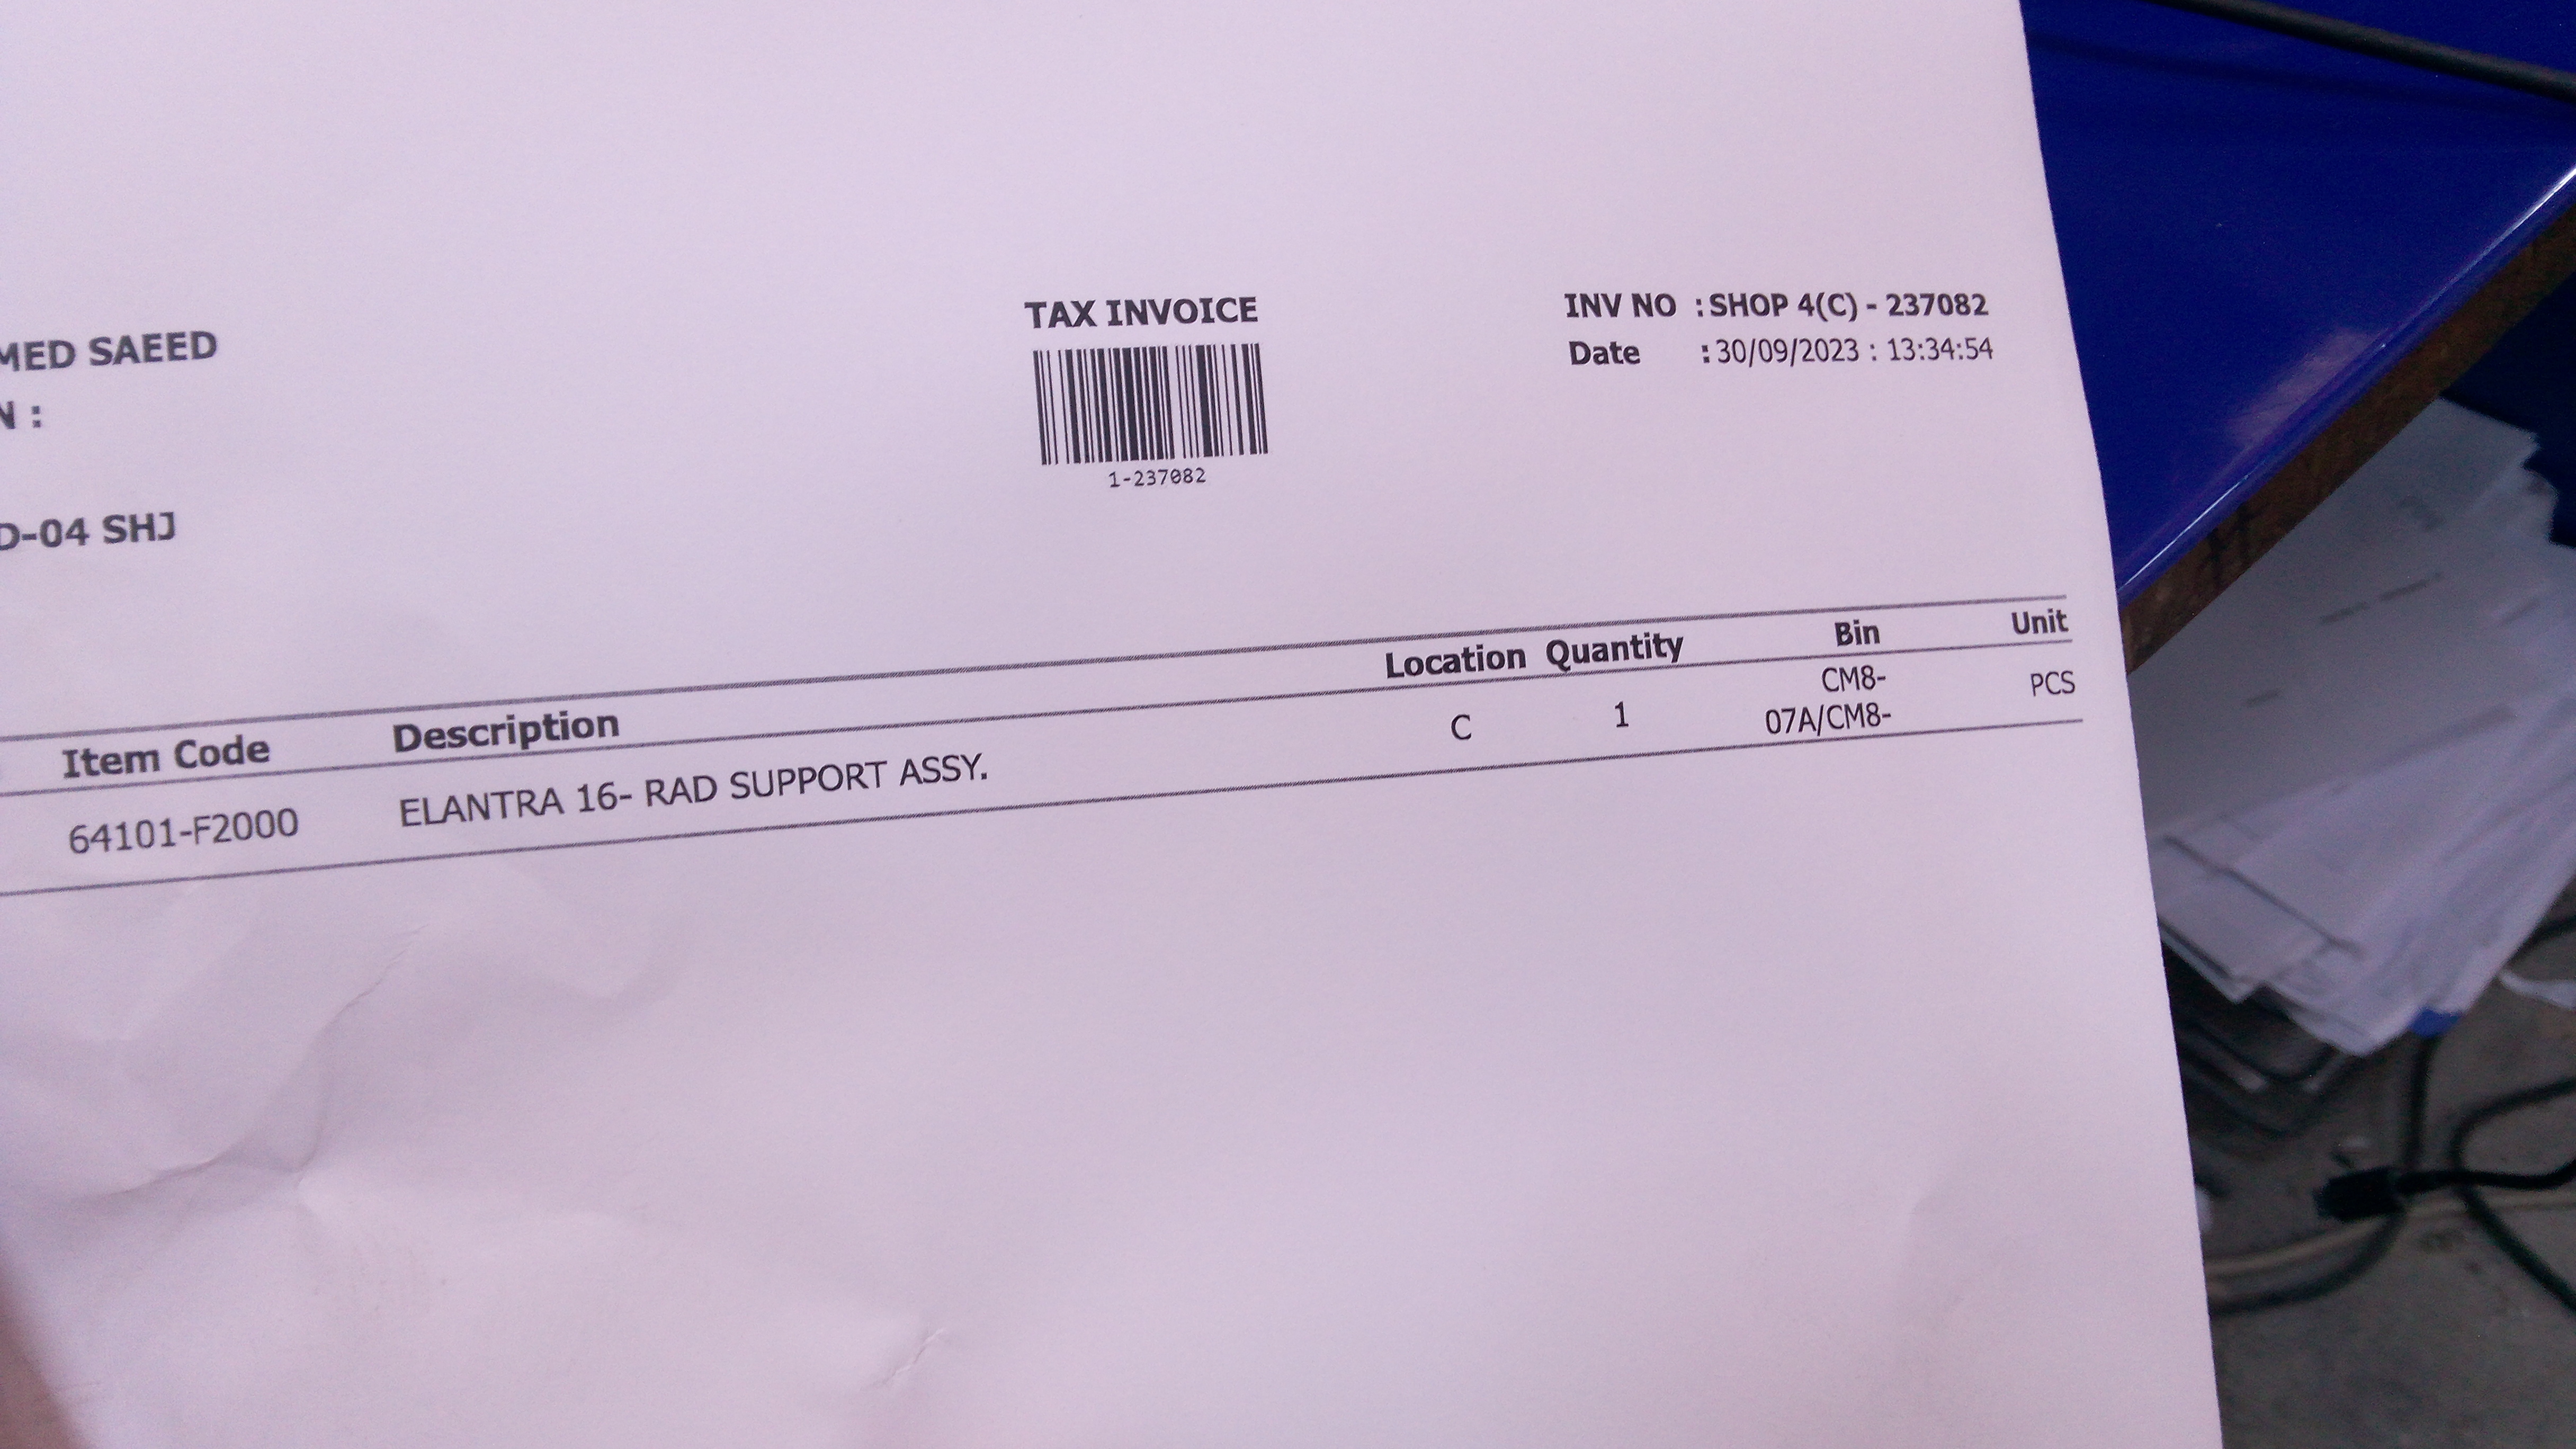 TAX INVOICE
INV NO : SHOP 4(C) - 237082
Date : 30/09/2023 : 13:34:54
MED SAEED
N :
1-237082
D-04 SHJ
Item Code Description Location Quantity Bin Unit
64101-F2000 ELANTRA 16- RAD SUPPORT ASSY. C 1 CM8- PCS
07A/CM8-